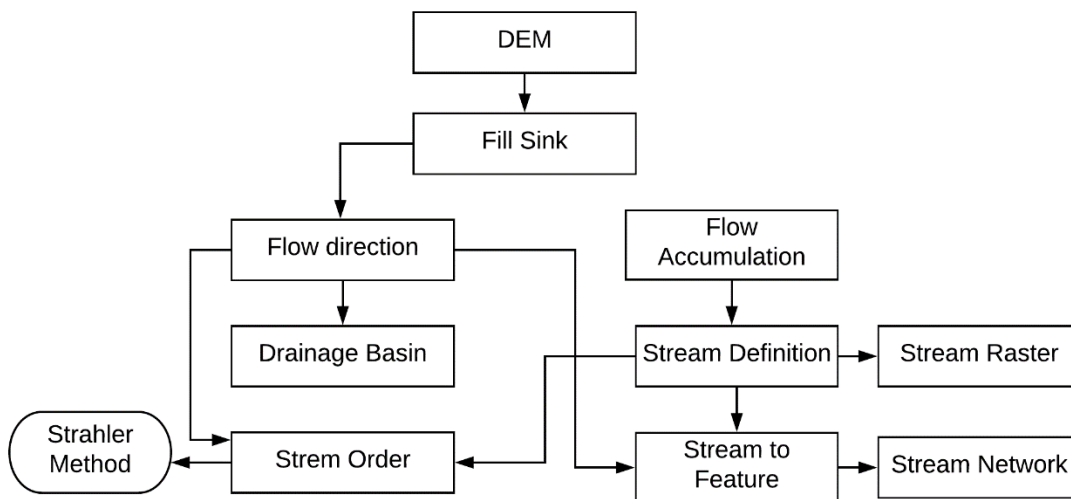 DEM
Fill Sink
Flow direction
Flow
Accumulation
Drainage Basin
Stream Definition
Stream Raster
Strahler
Method
Strem Order
Stream to
Feature
Stream Network